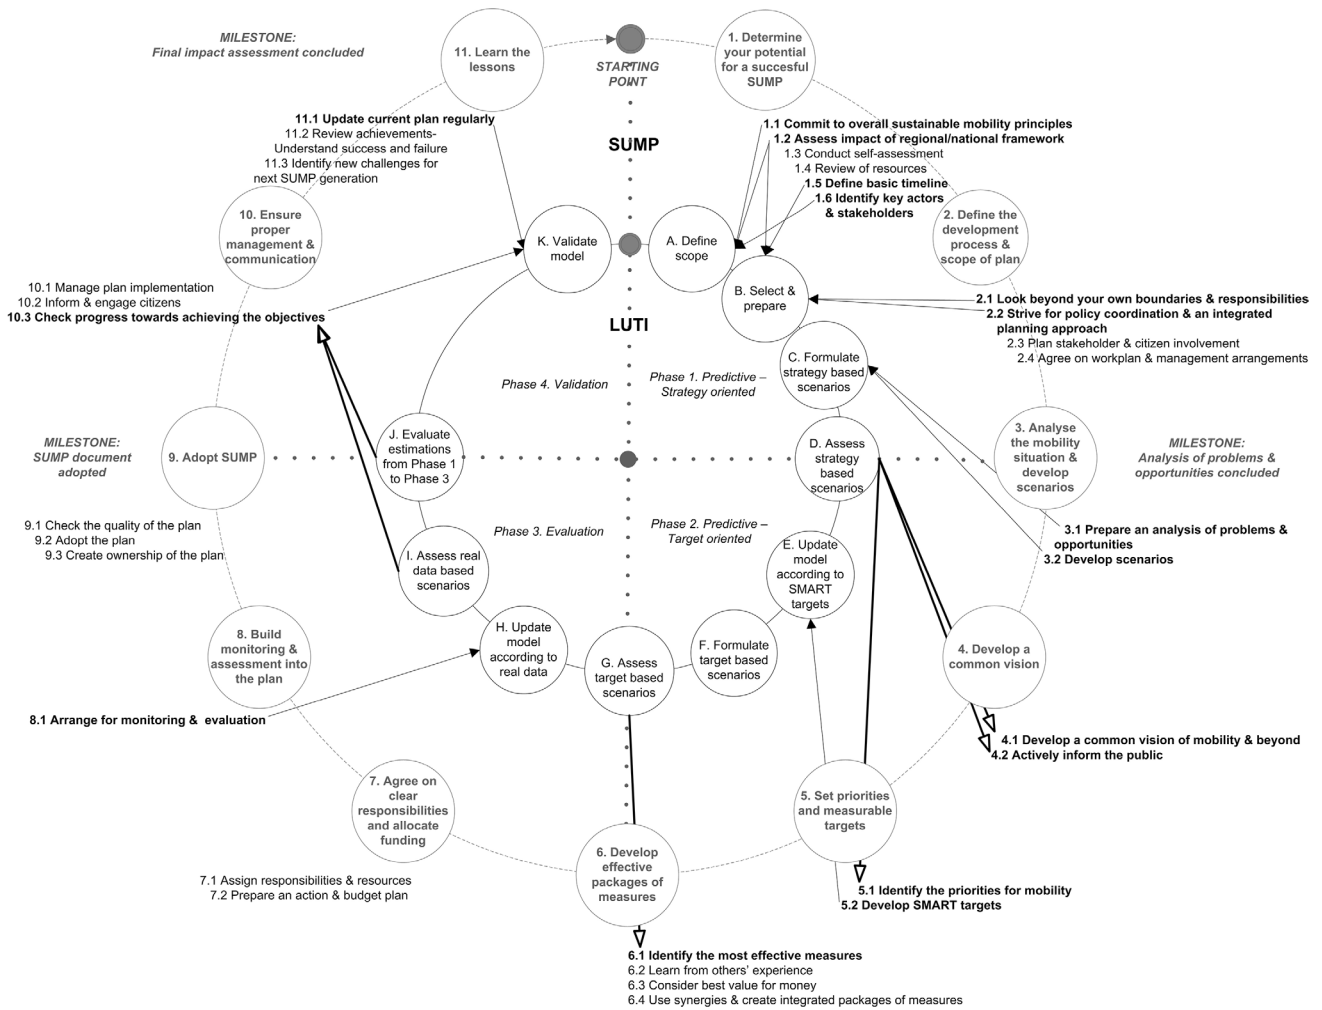 MILESTONE:
Final impact assessment concluded
11. Learn the
lessons
STARTING
POINT
1. Determine
your potential
for a succesful
SUMP
11.1 Update current plan regularly
11.2 Review achievements-
Understand success and failure
11.3 Identify new challenges for
next SUMP generation
SUMP
1.1 Commit to overall sustainable mobility principles
1.2 Assess impact of regional/national framework
1.3 Conduct self-assessment
1.4 Review of resources
1.5 Define basic timeline
1.6 Identify key actors
& stakeholders
10. Ensure
proper
management &
communication
K. Validate
model
A. Define
scope
2. Define the
development
process &
scope of plan
B. Select &
prepare
10.1 Manage plan implementation
10.2 Inform & engage citizens
10.3 Check progress towards achieving the objectives
LUTI
2.1 Look beyond your own boundaries & responsibilities
2.2 Strive for policy coordination & an integrated
planning approach
2.3 Plan stakeholder & citizen involvement
2.4 Agree on workplan & management arrangements
C. Formulate
strategy based
scenarios
Phase 4. Validation
Phase 1. Predictive –
Strategy oriented
MILESTONE:
SUMP document
adopted
9. Adopt SUMP
J. Evaluate
estimations
from Phase 1
to Phase 3
D. Assess
strategy
based
scenarios
3. Analyse
the mobility
situation &
develop
scenarios
MILESTONE:
Analysis of problems &
opportunities concluded
9.1 Check the quality of the plan
9.2 Adopt the plan
9.3 Create ownership of the plan
Phase 3. Evaluation
Phase 2. Predictive –
Target oriented
3.1 Prepare an analysis of problems &
opportunities
3.2 Develop scenarios
I. Assess real
data based
scenarios
E. Update
model
according to
SMART
targets
8. Build
monitoring &
assessment into
the plan
H. Update
model
according to
real data
G. Assess
target based
scenarios
F. Formulate
target based
scenarios
4. Develop a
common vision
8.1 Arrange for monitoring & evaluation
4.1 Develop a common vision of mobility & beyond
4.2 Actively inform the public
7. Agree on
clear
responsibilities
and allocate
funding
5. Set priorities
and measurable
targets
6. Develop
effective
packages of
measures
7.1 Assign responsibilities & resources
7.2 Prepare an action & budget plan
5.1 Identify the priorities for mobility
5.2 Develop SMART targets
6.1 Identify the most effective measures
6.2 Learn from others' experience
6.3 Consider best value for money
6.4 Use synergies & create integrated packages of measures